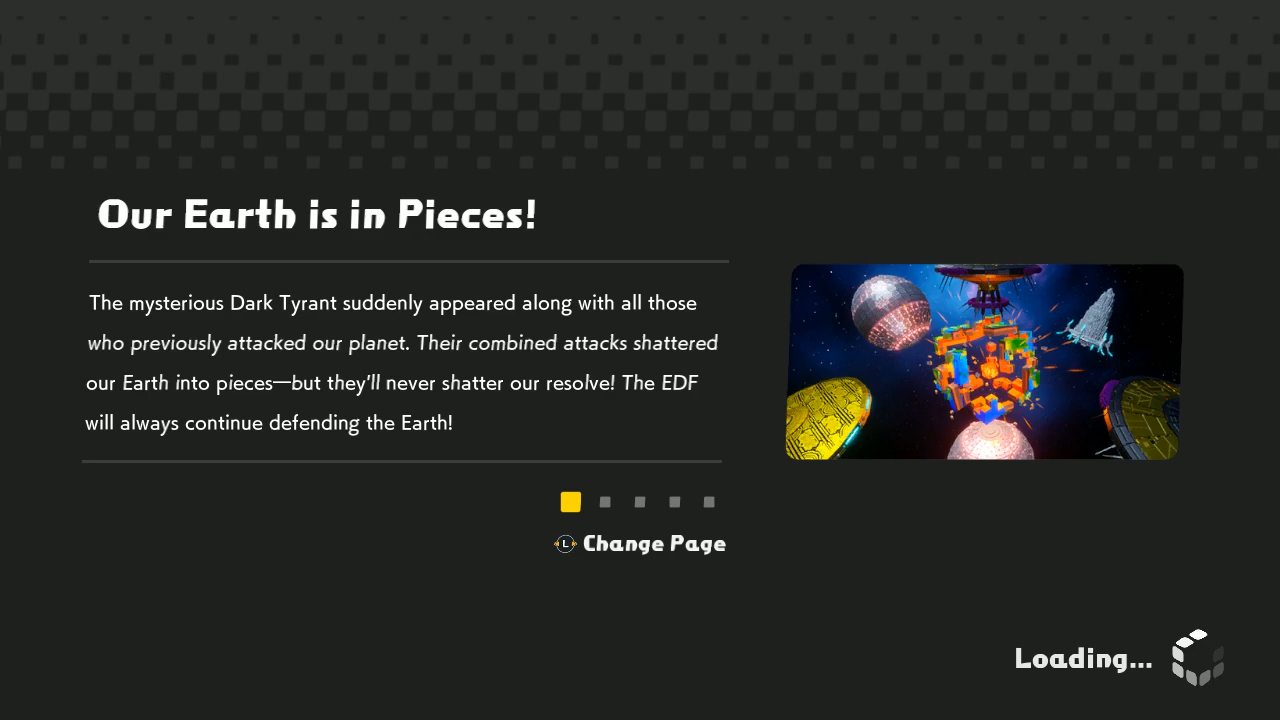 Our Earth is in Pieces!
The mysterious Dark Tyrant suddenly appeared along with all those
who previously attacked our planet. Their combined attacks shattered
our Earth into pieces—but they'll never shatter our resolve! The EDF
will always continue defending the Earth!
L Change Page
Loading...